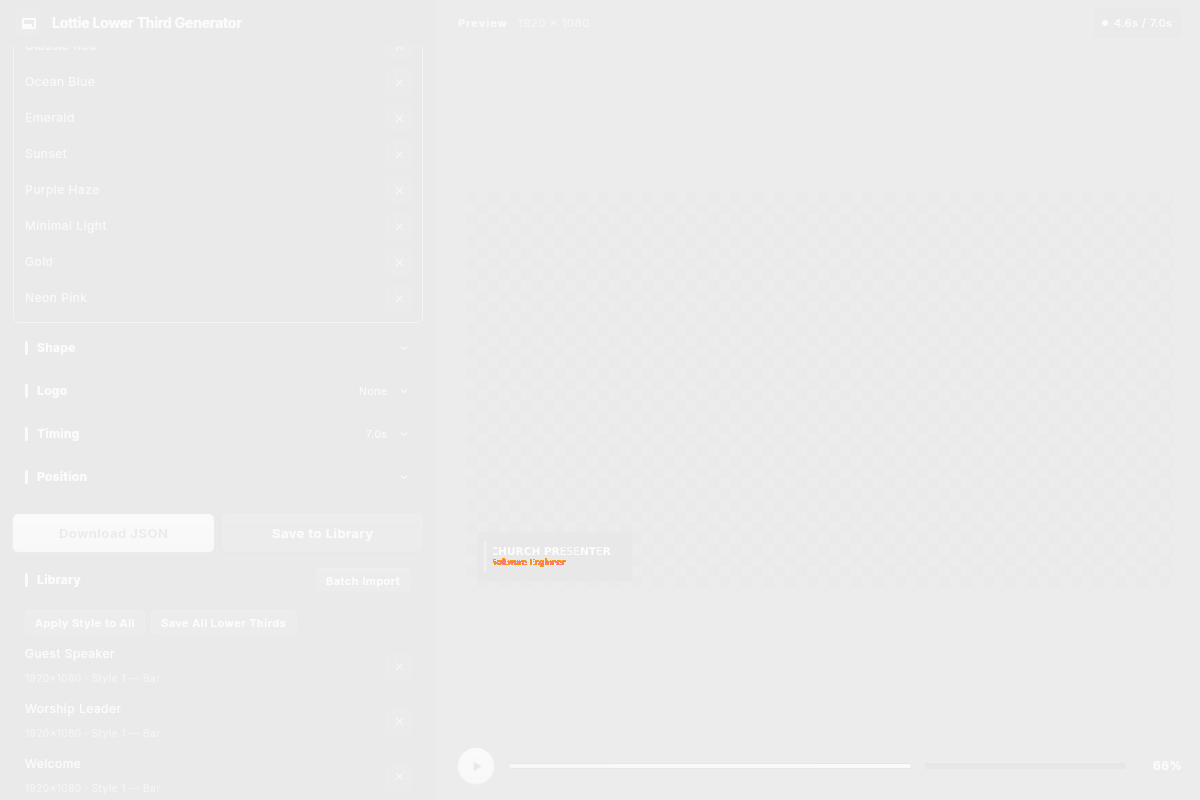 Lottie Lower Third Generator
Preview 1920 × 1080
4.6s / 7.0s
Classic Red
Ocean Blue
Emerald
Sunset
Purple Haze
Minimal Light
Gold
Neon Pink
Shape
Logo None
Timing 7.0s
Position
Download JSON Save to Library
Library Batch Import
Apply Style to All Save All Lower Thirds
Guest Speaker
1920×1080 · Style 1 — Bar
Worship Leader
1920×1080 · Style 1 — Bar
Welcome
1920×1080 · Style 1 — Bar
CHURCH PRESENTER
Software Engineer
66%